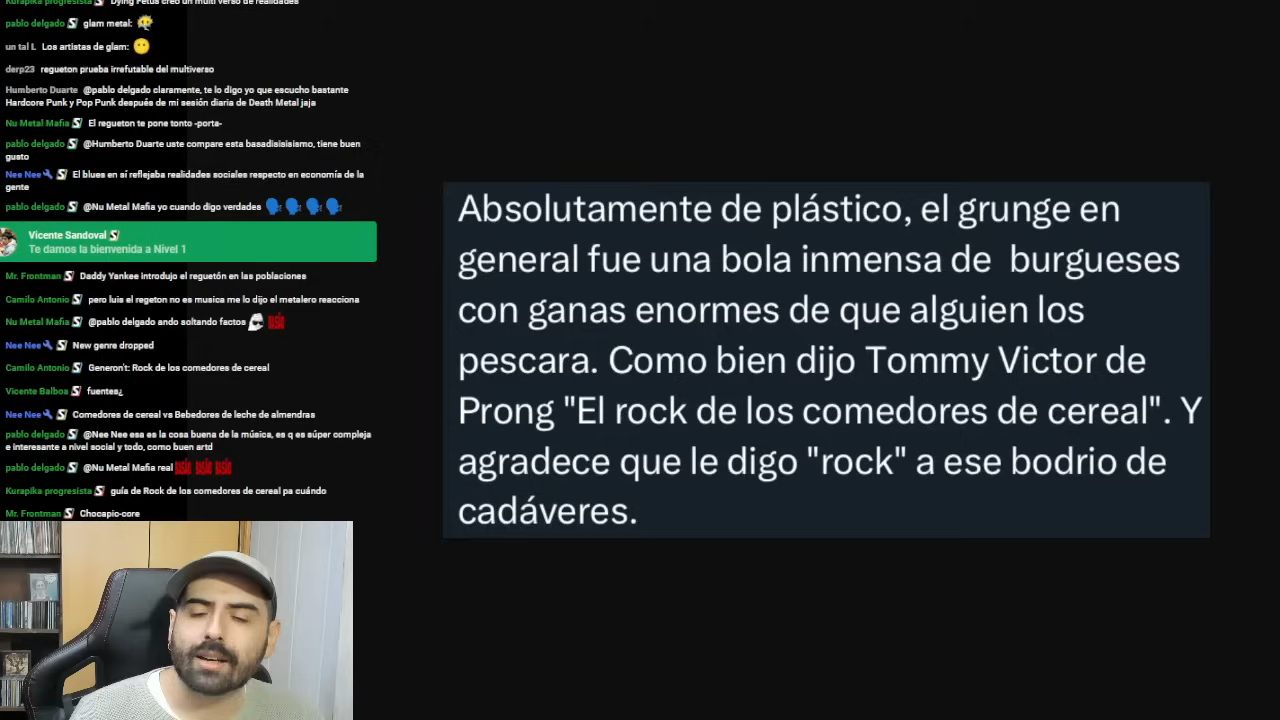 Kurapika progresista Dying Fetus creó un multi verso de realidades
pablo delgado glam metal:
un tal L Los artistas de glam:
derp23 regueton prueba irrefutable del multiverso
Humberto Duarte @pablo delgado claramente, te lo digo yo que escucho bastante
Hardcore Punk y Pop Punk después de mi sesión diaria de Death Metal jaja
Nu Metal Mafia El regueton te pone tonto -porta-
pablo delgado @Humberto Duarte uste compare esta basadisisisismo, tiene buen
gusto
Nee Nee El blues en sí reflejaba realidades sociales respecto en economía de la
gente
pablo delgado @Nu Metal Mafia yo cuando digo verdades
Vicente Sandoval
Te damos la bienvenida a Nivel 1
Mr. Frontman Daddy Yankee introdujo el reguetón en las poblaciones
Camilo Antonio pero luis el regeton no es musica me lo dijo el metalero reacciona
Nu Metal Mafia @pablo delgado ando soltando factos
Nee Nee New genre dropped
Camilo Antonio Generon't: Rock de los comedores de cereal
Vicente Balboa fuentes¿
Nee Nee Comedores de cereal vs Bebedores de leche de almendras
pablo delgado @Nee Nee esa es la cosa buena de la música, es q es aúper compleja
e interesante a nivel social y todo, como buen artd
pablo delgado @Nu Metal Mafia real
Kurapika progresista guía de Rock de los comedores de cereal pa cuándo
Mr. Frontman Chocapic-core
Absolutamente de plástico, el grunge en
general fue una bola inmensa de burgueses
con ganas enormes de que alguien los
pescara. Como bien dijo Tommy Victor de
Prong "El rock de los comedores de cereal". Y
agradece que le digo "rock" a ese bodrio de
cadáveres.